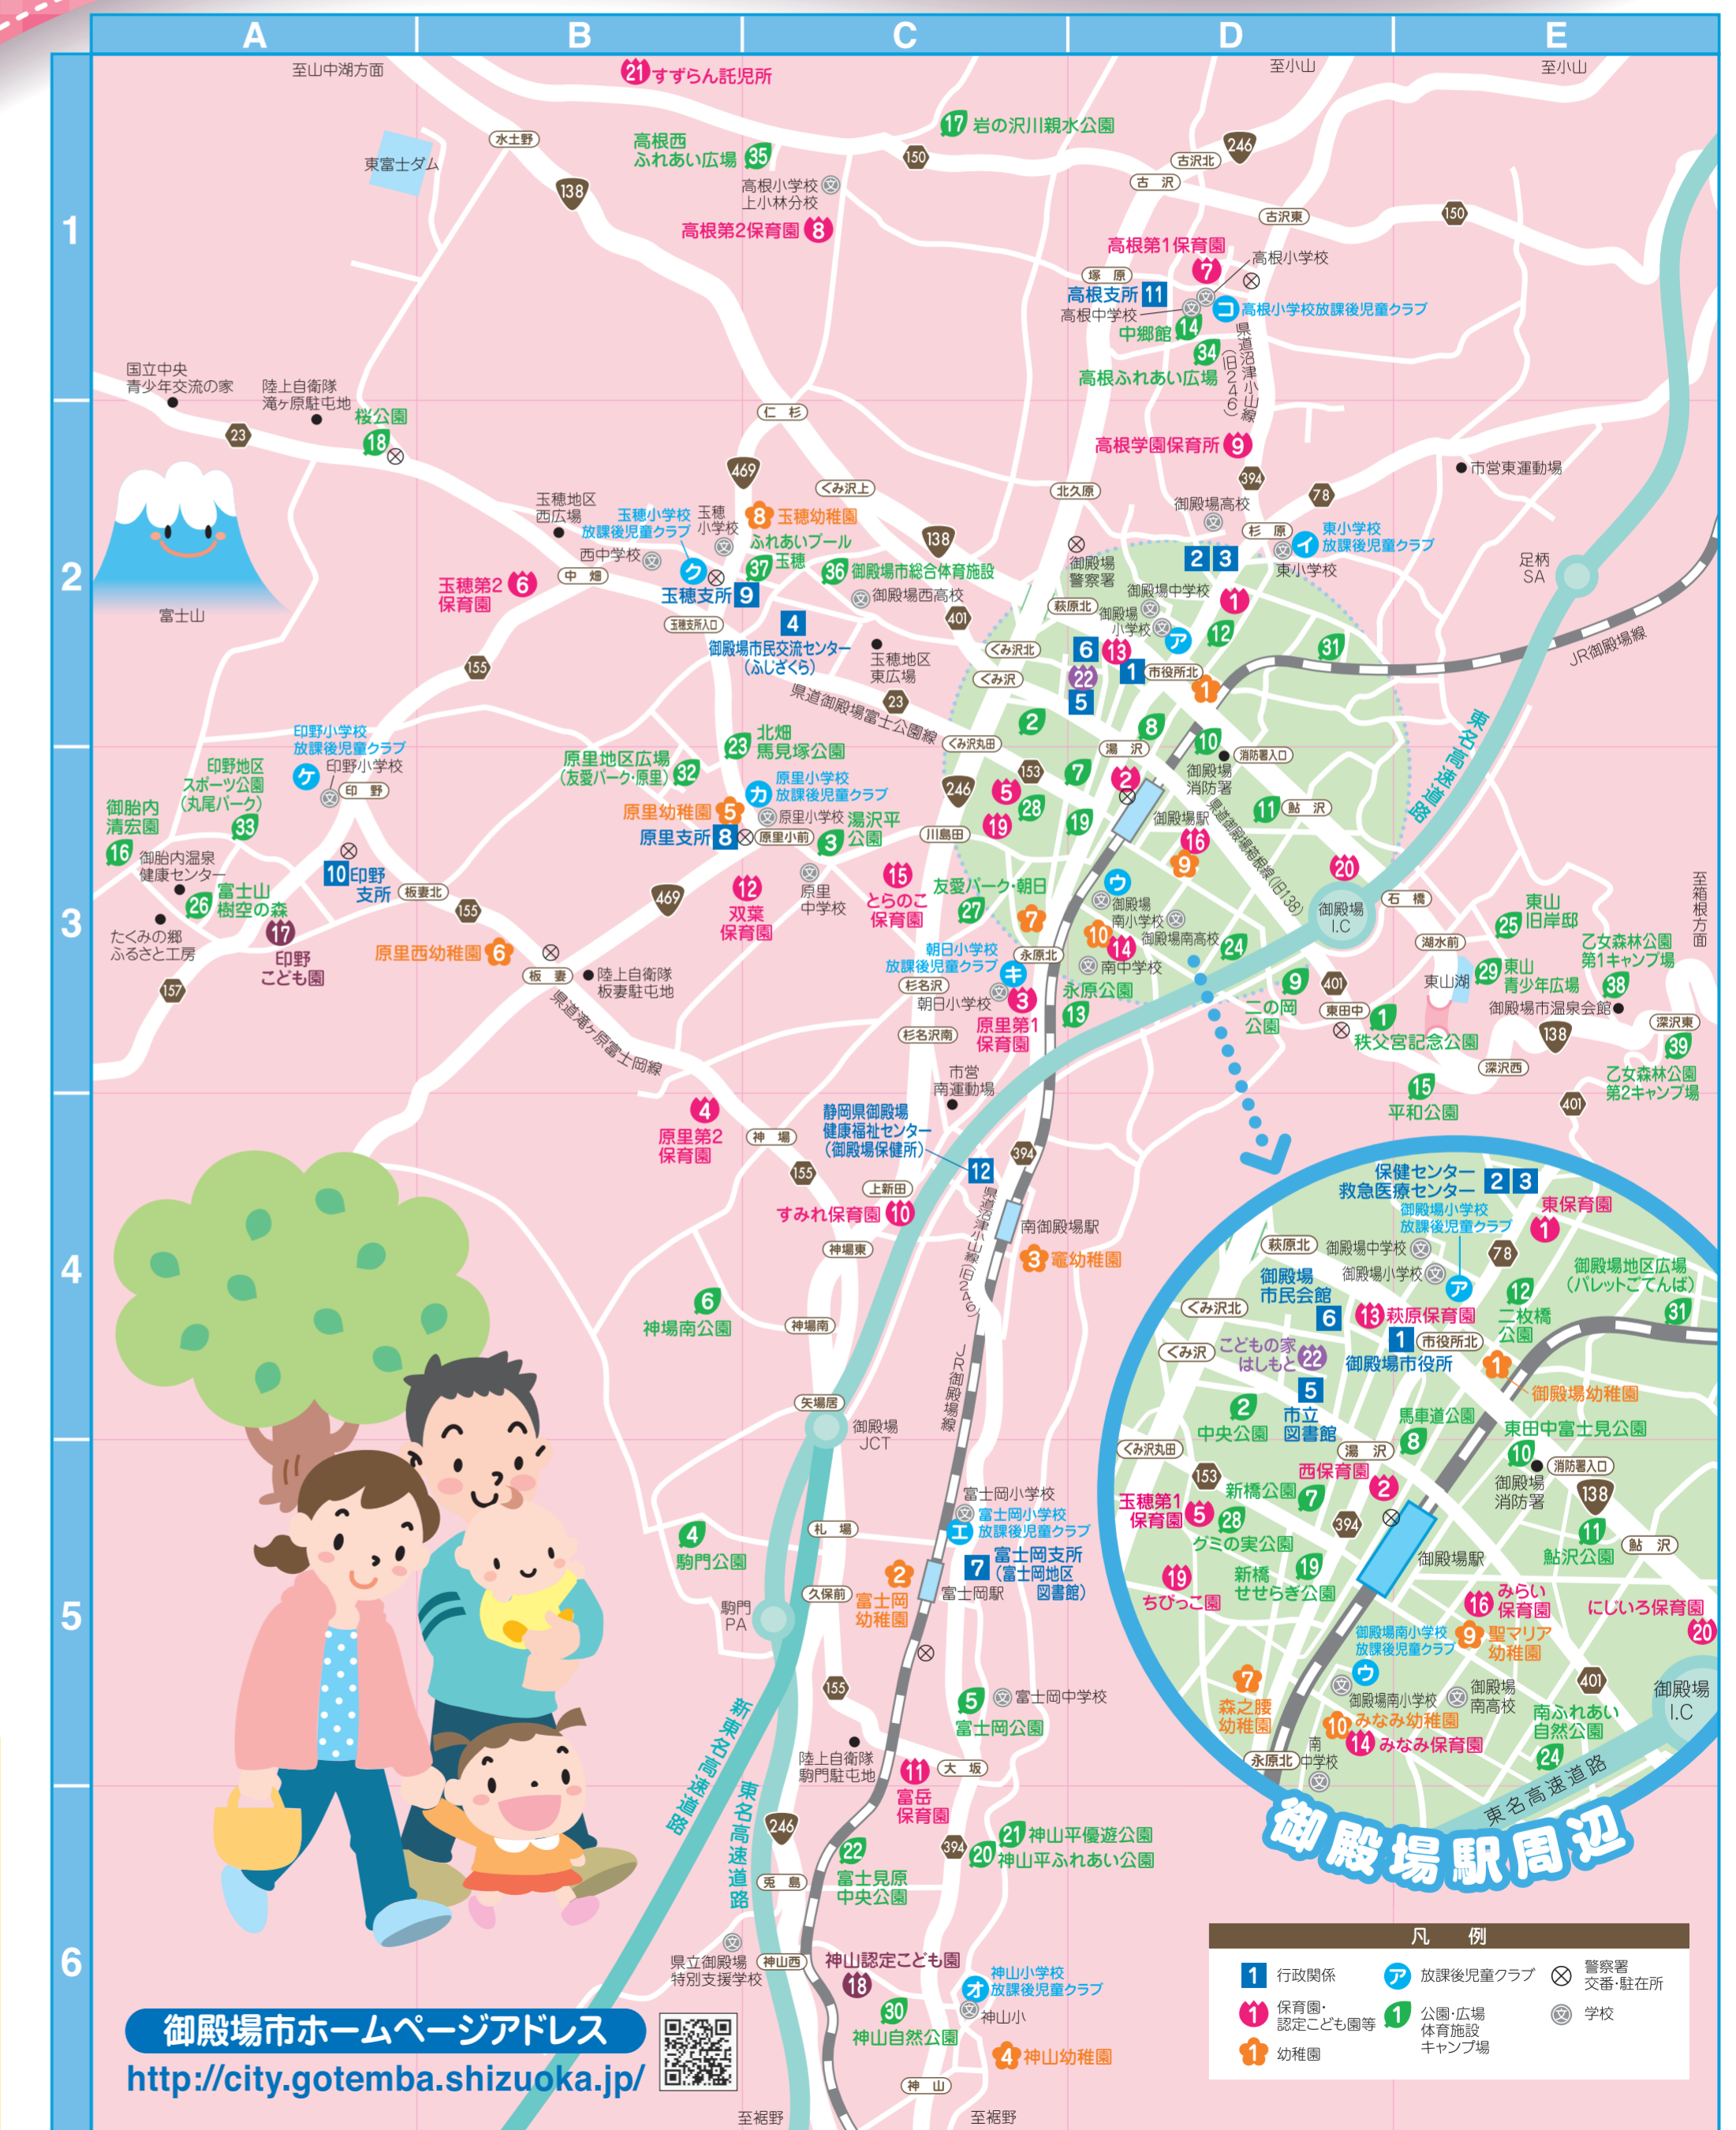 A
B
C
D
E
1
2
3
4
5
6
至山中湖方面
21 すずらん託児所
至小山
至小山
水土野
東富士ダム
138
高根西
ふれあい広場 35
17 岩の沢川親水公園
150
古沢北
246
古 沢
古沢東
150
高根小学校
上小林分校
高根第2保育園 8
高根第1保育園
7
高根小学校
塚 原
高根支所 11
高根中学校
コ 高根小学校放課後児童クラブ
中郷館 14
34
高根ふれあい広場
県道沼津小山線
(旧246)
国立中央
青少年交流の家
陸上自衛隊
滝ヶ原駐屯地
桜公園
18
23
仁 杉
469
高根学園保育所 9
394
78
市営東運動場
富士山
玉穂地区
西広場
玉穂小学校
放課後児童クラブ
玉穂
小学校
8 玉穂幼稚園
くみ沢上
北久原
御殿場高校
杉 原
東小学校
イ 放課後児童クラブ
東小学校
西中学校
ふれあいプール
37 玉穂
36 御殿場市総合体育施設
138
御殿場
警察署
2 3
足柄
SA
中 畑
ク
玉穂第2
保育園
6
玉穂支所 9
御殿場西高校
401
御殿場中学校
1
萩原北
御殿場
小学校
ア
12
31
玉穂支所入口
4
御殿場市民交流センター
(ふじざくら)
玉穂地区
東広場
くみ沢北
6 13
くみ沢
22
1
市役所北
1
5
155
23
県道御殿場富士公園線
2
8
JR御殿場線
東名高速道路
印野小学校
放課後児童クラブ
ケ
印野小学校
印 野
印野地区
スポーツ公園
(丸尾パーク)
33
御胎内
清宏園
16
御胎内温泉
健康センター
10 印野
支所
26 富士山
樹空の森
たくみの郷
ふるさと工房
17
印野
こども園
157
板妻北
155
原里地区広場
(友愛パーク・原里) 32
23 北畑
馬見塚公園
カ 原里小学校
放課後児童クラブ
原里幼稚園 5
原里小学校
原里支所 8
原里小前
湯沢平
3 公園
原里
中学校
469
12
双葉
保育園
15
とらのこ
保育園
原里西幼稚園 6
板 妻
陸上自衛隊
板妻駐屯地
県道滝ヶ原富士岡線
くみ沢丸田
246
153
5
28
19
川島田
7
19
湯 沢
2
10
消防署入口
御殿場
消防署
御殿場駅
16
9
県道御殿場箱根線(旧138)
11
鮎 沢
20
御殿場
I.C
石 橋
友愛パーク・朝日
27
7
ウ
御殿場
南小学校
御殿場南高校
10
14
南中学校
24
朝日小学校
放課後児童クラブ
キ
永原北
杉名沢
朝日小学校
3
原里第1
保育園
永原公園
13
杉名沢南
9
二の岡
公園
401
東田中
1
秩父宮記念公園
湖水前
東山湖
25 東山
旧岸邸
29 東山
青少年広場
乙女森林公園
第1キャンプ場
38
御殿場市温泉会館
至箱根方面
138
深沢東
39
乙女森林公園
第2キャンプ場
深沢西
15
平和公園
401
4
原里第2
保育園
神 場
155
市営
南運動場
静岡県御殿場
健康福祉センター
(御殿場保健所)
12
394
上新田
すみれ保育園 10
神場東
県道沼津小山線(旧246)
南御殿場駅
3 竈幼稚園
6
神場南公園
神場南
JR御殿場線
矢場居
御殿場
JCT
4
駒門公園
札 場
富士岡小学校
富士岡小学校
エ 放課後児童クラブ
7 富士岡支所
(富士岡地区
図書館)
2
富士岡
幼稚園
富士岡駅
久保前
駒門
PA
155
5
富士岡公園
富士岡中学校
陸上自衛隊
駒門駐屯地
11
富岳
保育園
大 坂
新東名高速道路
東名高速道路
246
22
富士見原
中央公園
394
21 神山平優遊公園
20 神山平ふれあい公園
兎 島
県立御殿場
特別支援学校
神山西
神山認定こども園
18
オ 神山小学校
放課後児童クラブ
神山小
30
神山自然公園
4 神山幼稚園
神 山
至裾野
至裾野
保健センター
救急医療センター
2 3
御殿場小学校
放課後児童クラブ
東保育園
1
萩原北
御殿場中学校
78
御殿場小学校
ア
御殿場地区広場
(パレットごてんば)
31
12
二枚橋
公園
御殿場
市民会館
6
くみ沢北
13 萩原保育園
1
市役所北
御殿場市役所
くみ沢
こどもの家
はしもと 22
1
御殿場幼稚園
5
市立
図書館
2
中央公園
馬車道公園
8
東田中富士見公園
10
消防署入口
御殿場
消防署
138
くみ沢丸田
湯 沢
153
西保育園
2
新橋公園 7
玉穂第1
保育園 5
28
グミの実公園
394
11
鮎沢公園
鮎 沢
御殿場駅
19
ちびっこ園
新橋
せせらぎ公園
19
16 みらい
保育園
にじいろ保育園
20
御殿場南小学校
放課後児童クラブ
ウ
9 聖マリア
幼稚園
7
森之腰
幼稚園
御殿場南小学校
御殿場
南高校
401
御殿場
I.C
10 みなみ幼稚園
14 みなみ保育園
南
中学校
永原北
南ふれあい
自然公園
24
東名高速道路
御殿場駅周辺
凡 例
1 行政関係
ア 放課後児童クラブ
警察署
交番・駐在所
1 保育園・
認定こども園等
1 公園・広場
体育施設
キャンプ場
学校
1 幼稚園
御殿場市ホームページアドレス
http://city.gotemba.shizuoka.jp/